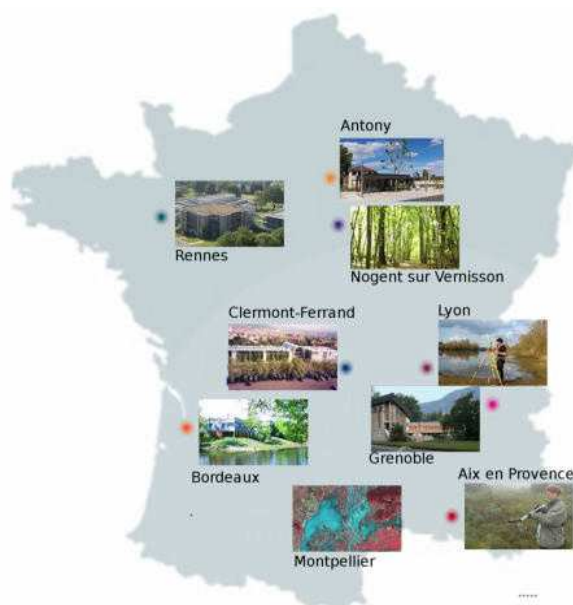 Antony
Rennes
Nogent sur Vernisson
Clermont-Ferrand
Lyon
Grenoble
Bordeaux
Aix en Provence
Montpellier
.....